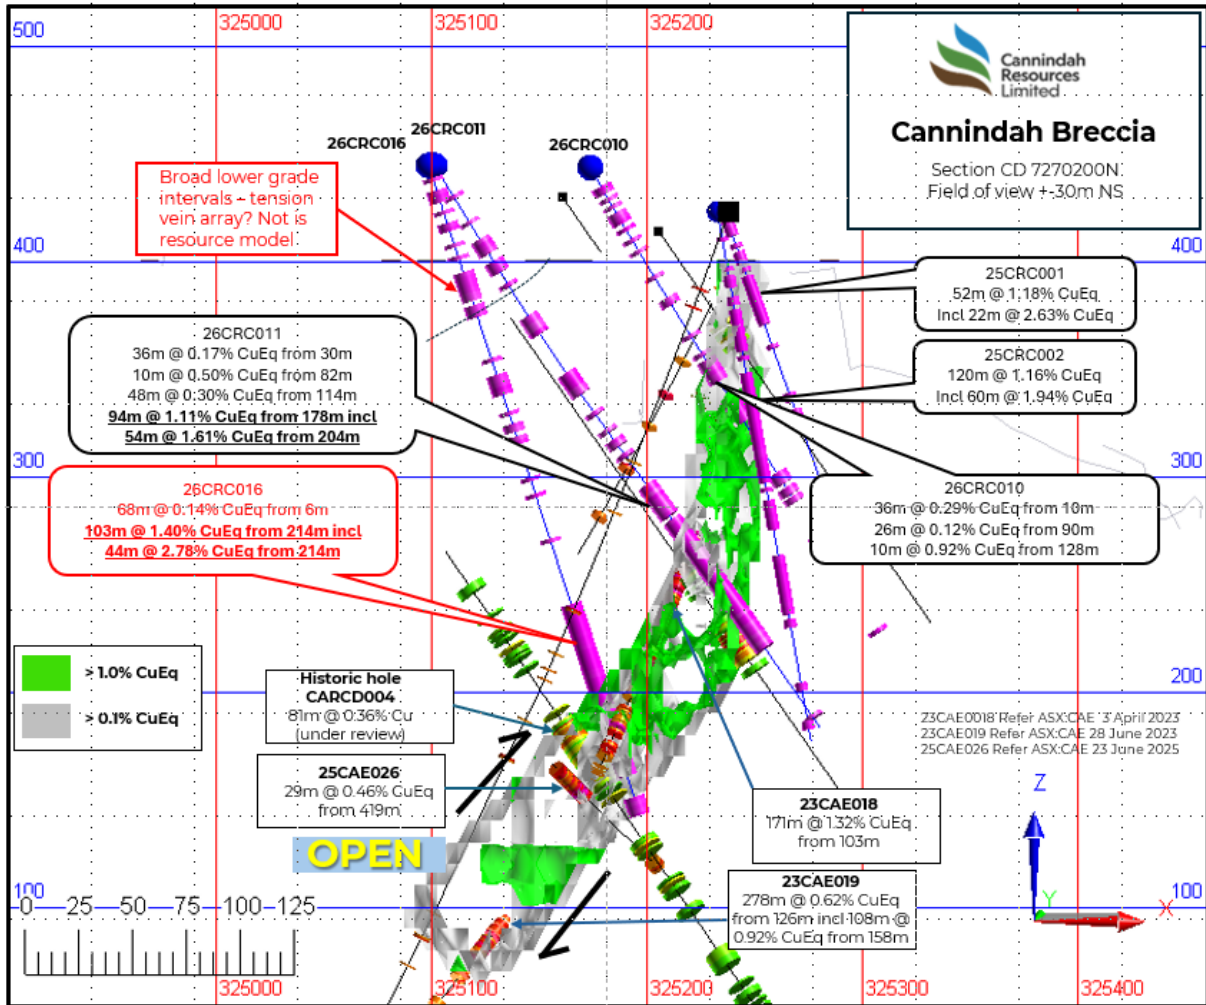 325000
325100
325200
500
Cannindah
Resources
Limited
Cannindah Breccia
Section CD 7270200N
Field of view +-30m NS
26CRC011
26CRC016
26CRC010
Broad lower grade
intervals - tension
vein array? Not is
resource model
400
400
25CRC001
52m @ 1.18% CuEq
Incl 22m @ 2.63% CuEq
26CRC011
36m @ 0.17% CuEq from 30m
10m @ 0.50% CuEq from 82m
48m @ 0.30% CuEq from 114m
94m @ 1.11% CuEq from 178m incl
54m @ 1.61% CuEq from 204m
25CRC002
120m @ 1.16% CuEq
Incl 60m @ 1.94% CuEq
300
300
26CRC016
68m @ 0.14% CuEq from 6m
103m @ 1.40% CuEq from 214m incl
44m @ 2.78% CuEq from 214m
26CRC010
36m @ 0.29% CuEq from 10m
26m @ 0.12% CuEq from 90m
10m @ 0.92% CuEq from 128m
> 1.0% CuEq
> 0.1% CuEq
Historic hole
CARCD004
81m @ 0.36% Cu
(under review)
200
200
23CAE0018 Refer ASX:CAE 13 April 2023
23CAE019 Refer ASX:CAE 28 June 2023
25CAE026 Refer ASX:CAE 23 June 2025
25CAE026
29m @ 0.46% CuEq
from 419m
23CAE018
171m @ 1.32% CuEq
from 103m
Z
OPEN
23CAE019
278m @ 0.62% CuEq
from 126m incl 108m @
0.92% CuEq from 158m
Y
X
100
100
0 25 50 75 100 125
325000
325100
325200
325300
325400